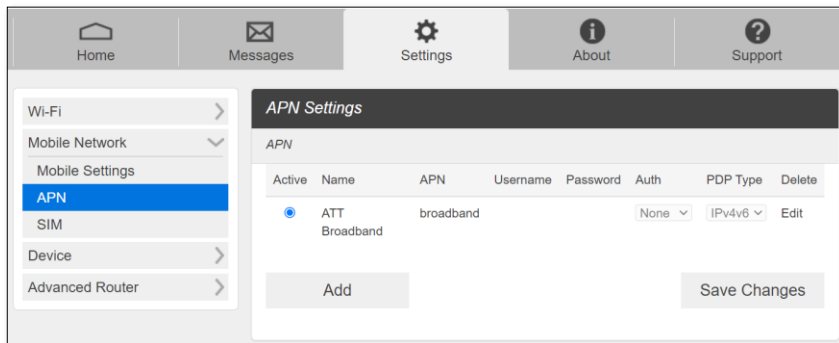 Home Messages Settings About Support
Wi-Fi
Mobile Network
Mobile Settings
APN
SIM
Device
Advanced Router
APN Settings
APN
Active Name APN Username Password Auth PDP Type Delete
ATT broadband None IPv4v6 Edit
Broadband
Add Save Changes